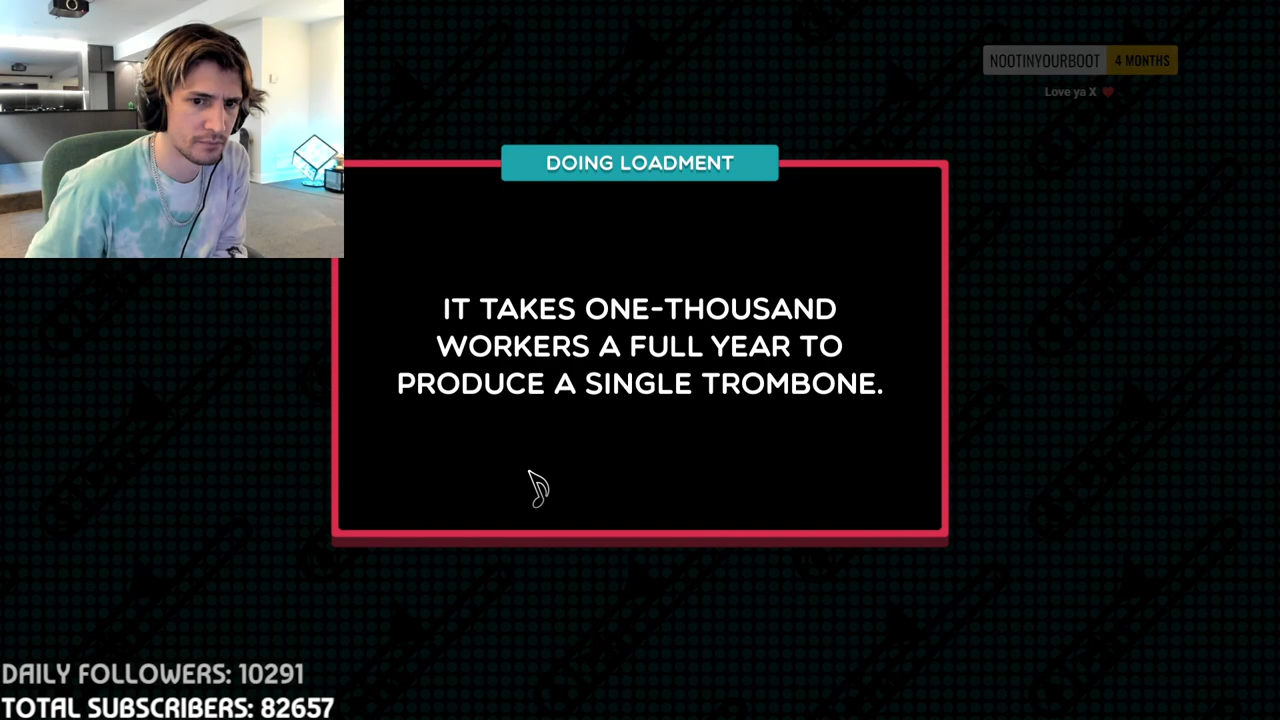 NOOTINYOURBOOT 4 MONTHS
Love ya X
DOING LOADMENT
IT TAKES ONE-THOUSAND
WORKERS A FULL YEAR TO
PRODUCE A SINGLE TROMBONE.
DAILY FOLLOWERS: 10291
TOTAL SUBSCRIBERS: 82657